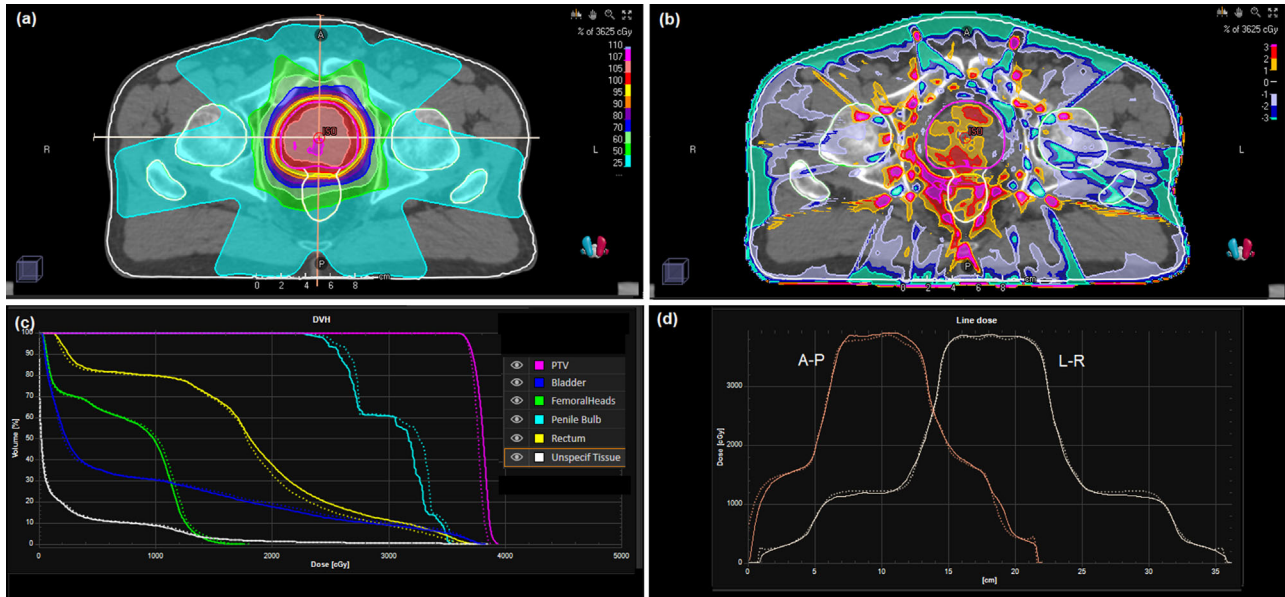 (a)
A
% of 3625 cGy
110
107
105
100
95
90
80
70
60
50
25
...
ISO
R
L
P
0 2 4 6 8 cm
(b)
A
% of 3625 cGy
3
2
1
-1
-2
-3
ISO
R
L
P
0 2 4 6 8 cm
(c)
DVH
Volume [%]
100
90
80
70
60
50
40
30
20
10
0
0 1000 2000 3000 4000 5000
Dose [cGy]
PTV
Bladder
FemoralHeads
Penile Bulb
Rectum
Unspecif Tissue
(d)
Line dose
A-P
L-R
Dose [cGy]
3000
2000
1000
0
0 5 10 15 20 25 30 35
[cm]